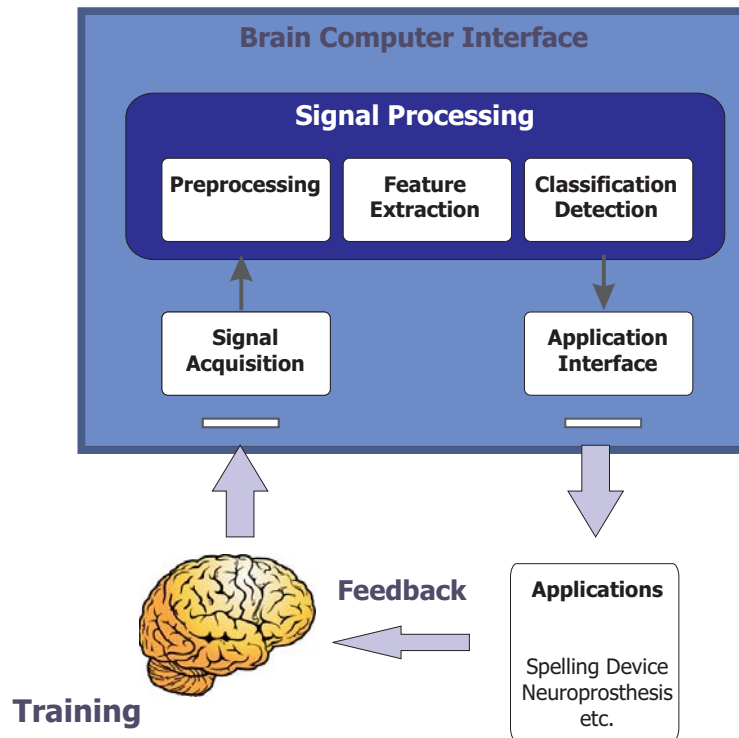 Brain Computer Interface
Signal Processing
Preprocessing
Feature
Extraction
Classification
Detection
Signal
Acquisition
Application
Interface
Feedback
Applications
Spelling Device
Neuroprosthesis
etc.
Training